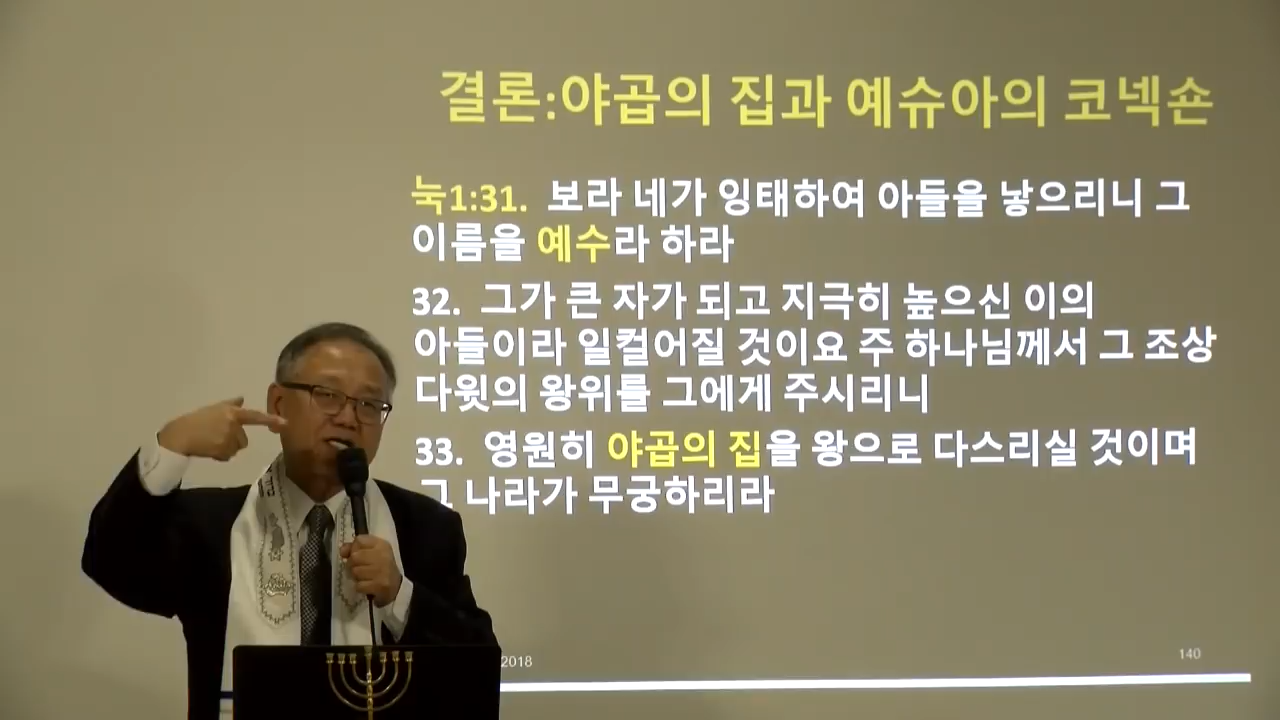 결론:야곱의 집과 예슈아의 코넥숀
눅1:31. 보라 네가 잉태하여 아들을 낳으리니 그
이름을 예수라 하라
32. 그가 큰 자가 되고 지극히 높으신 이의
아들이라 일컬어질 것이요 주 하나님께서 그 조상
다윗의 왕위를 그에게 주시리니
33. 영원히 야곱의 집을 왕으로 다스리실 것이며
그 나라가 무궁하리라
2018
140